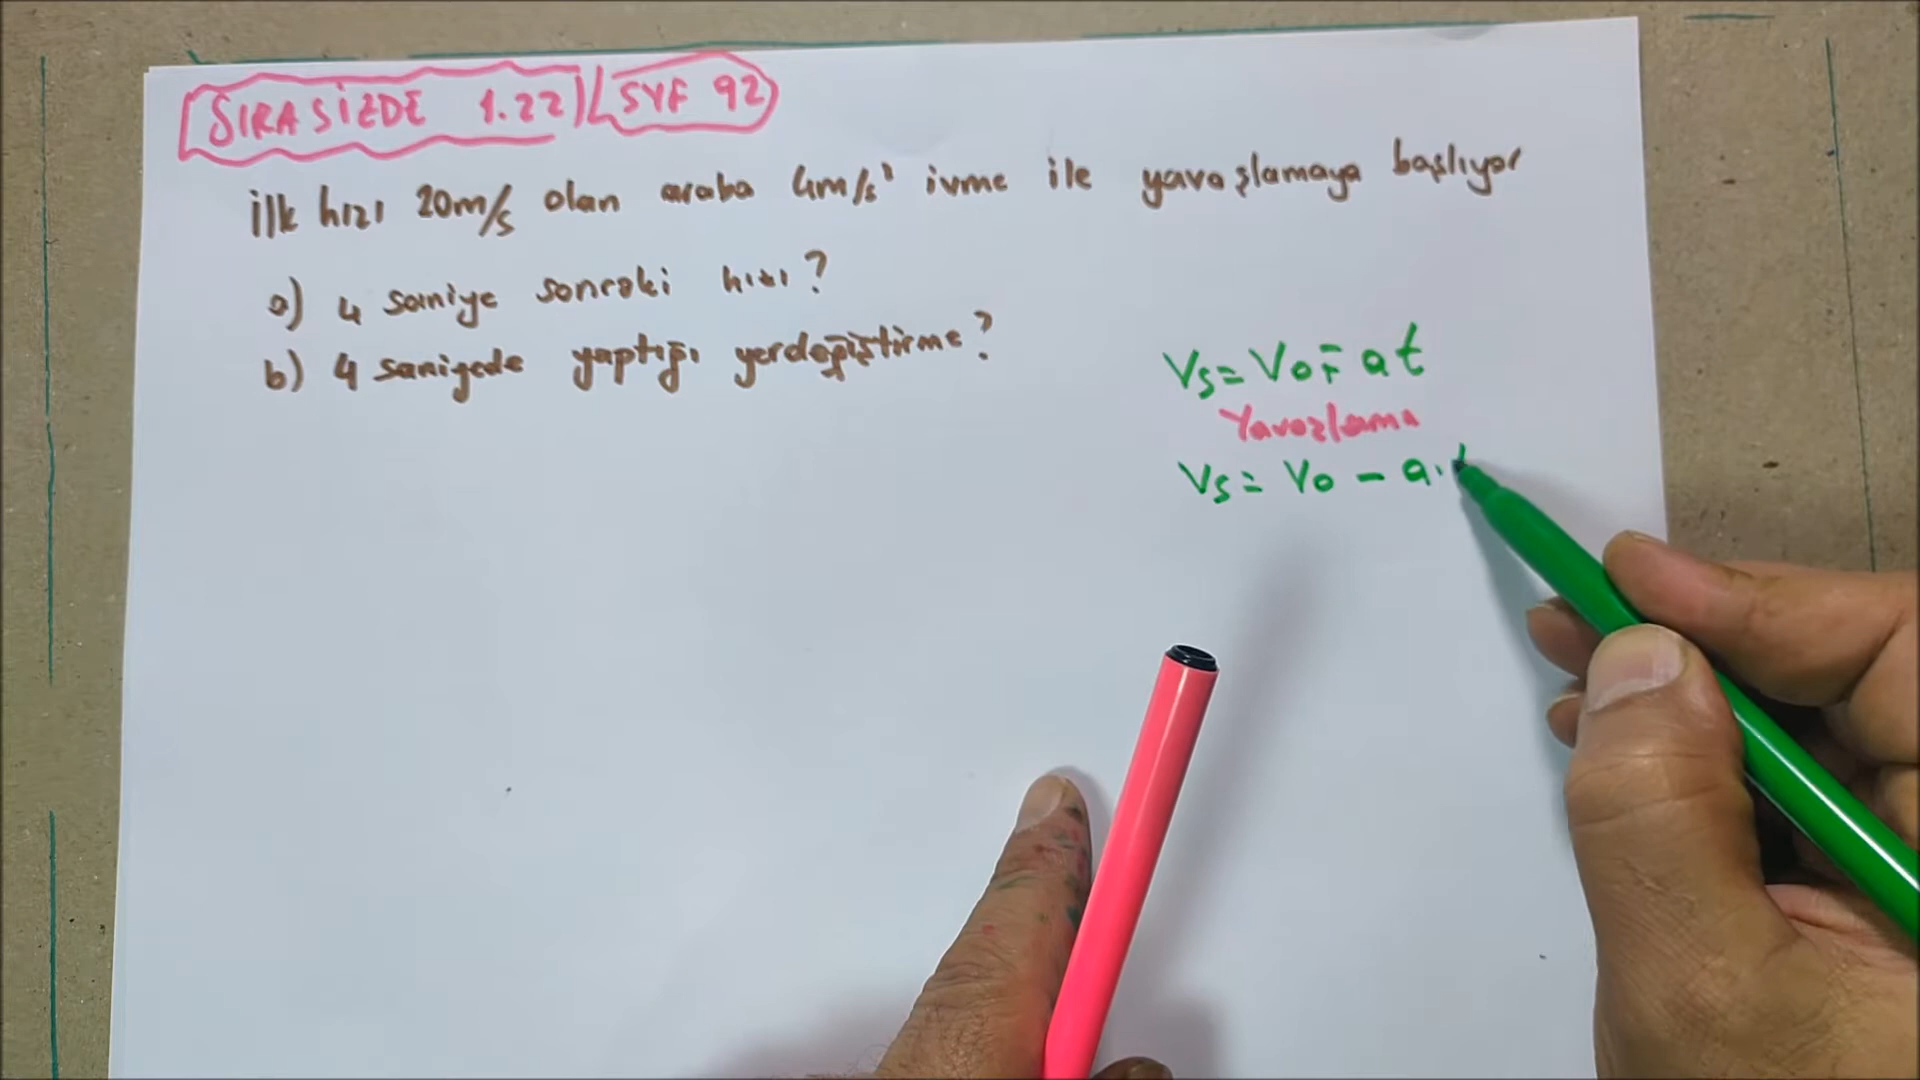 SIRA SİZDE 1.22 SYF 92
ilk hızı 20m/s olan araba 4m/s² ivme ile yavaşlamaya başlıyor
a) 4 saniye sonraki hızı?
b) 4 saniyede yaptığı yerdeğiştirme?
Vs = V0 ∓ at
Yavaşlama
Vs = V0 - a.t